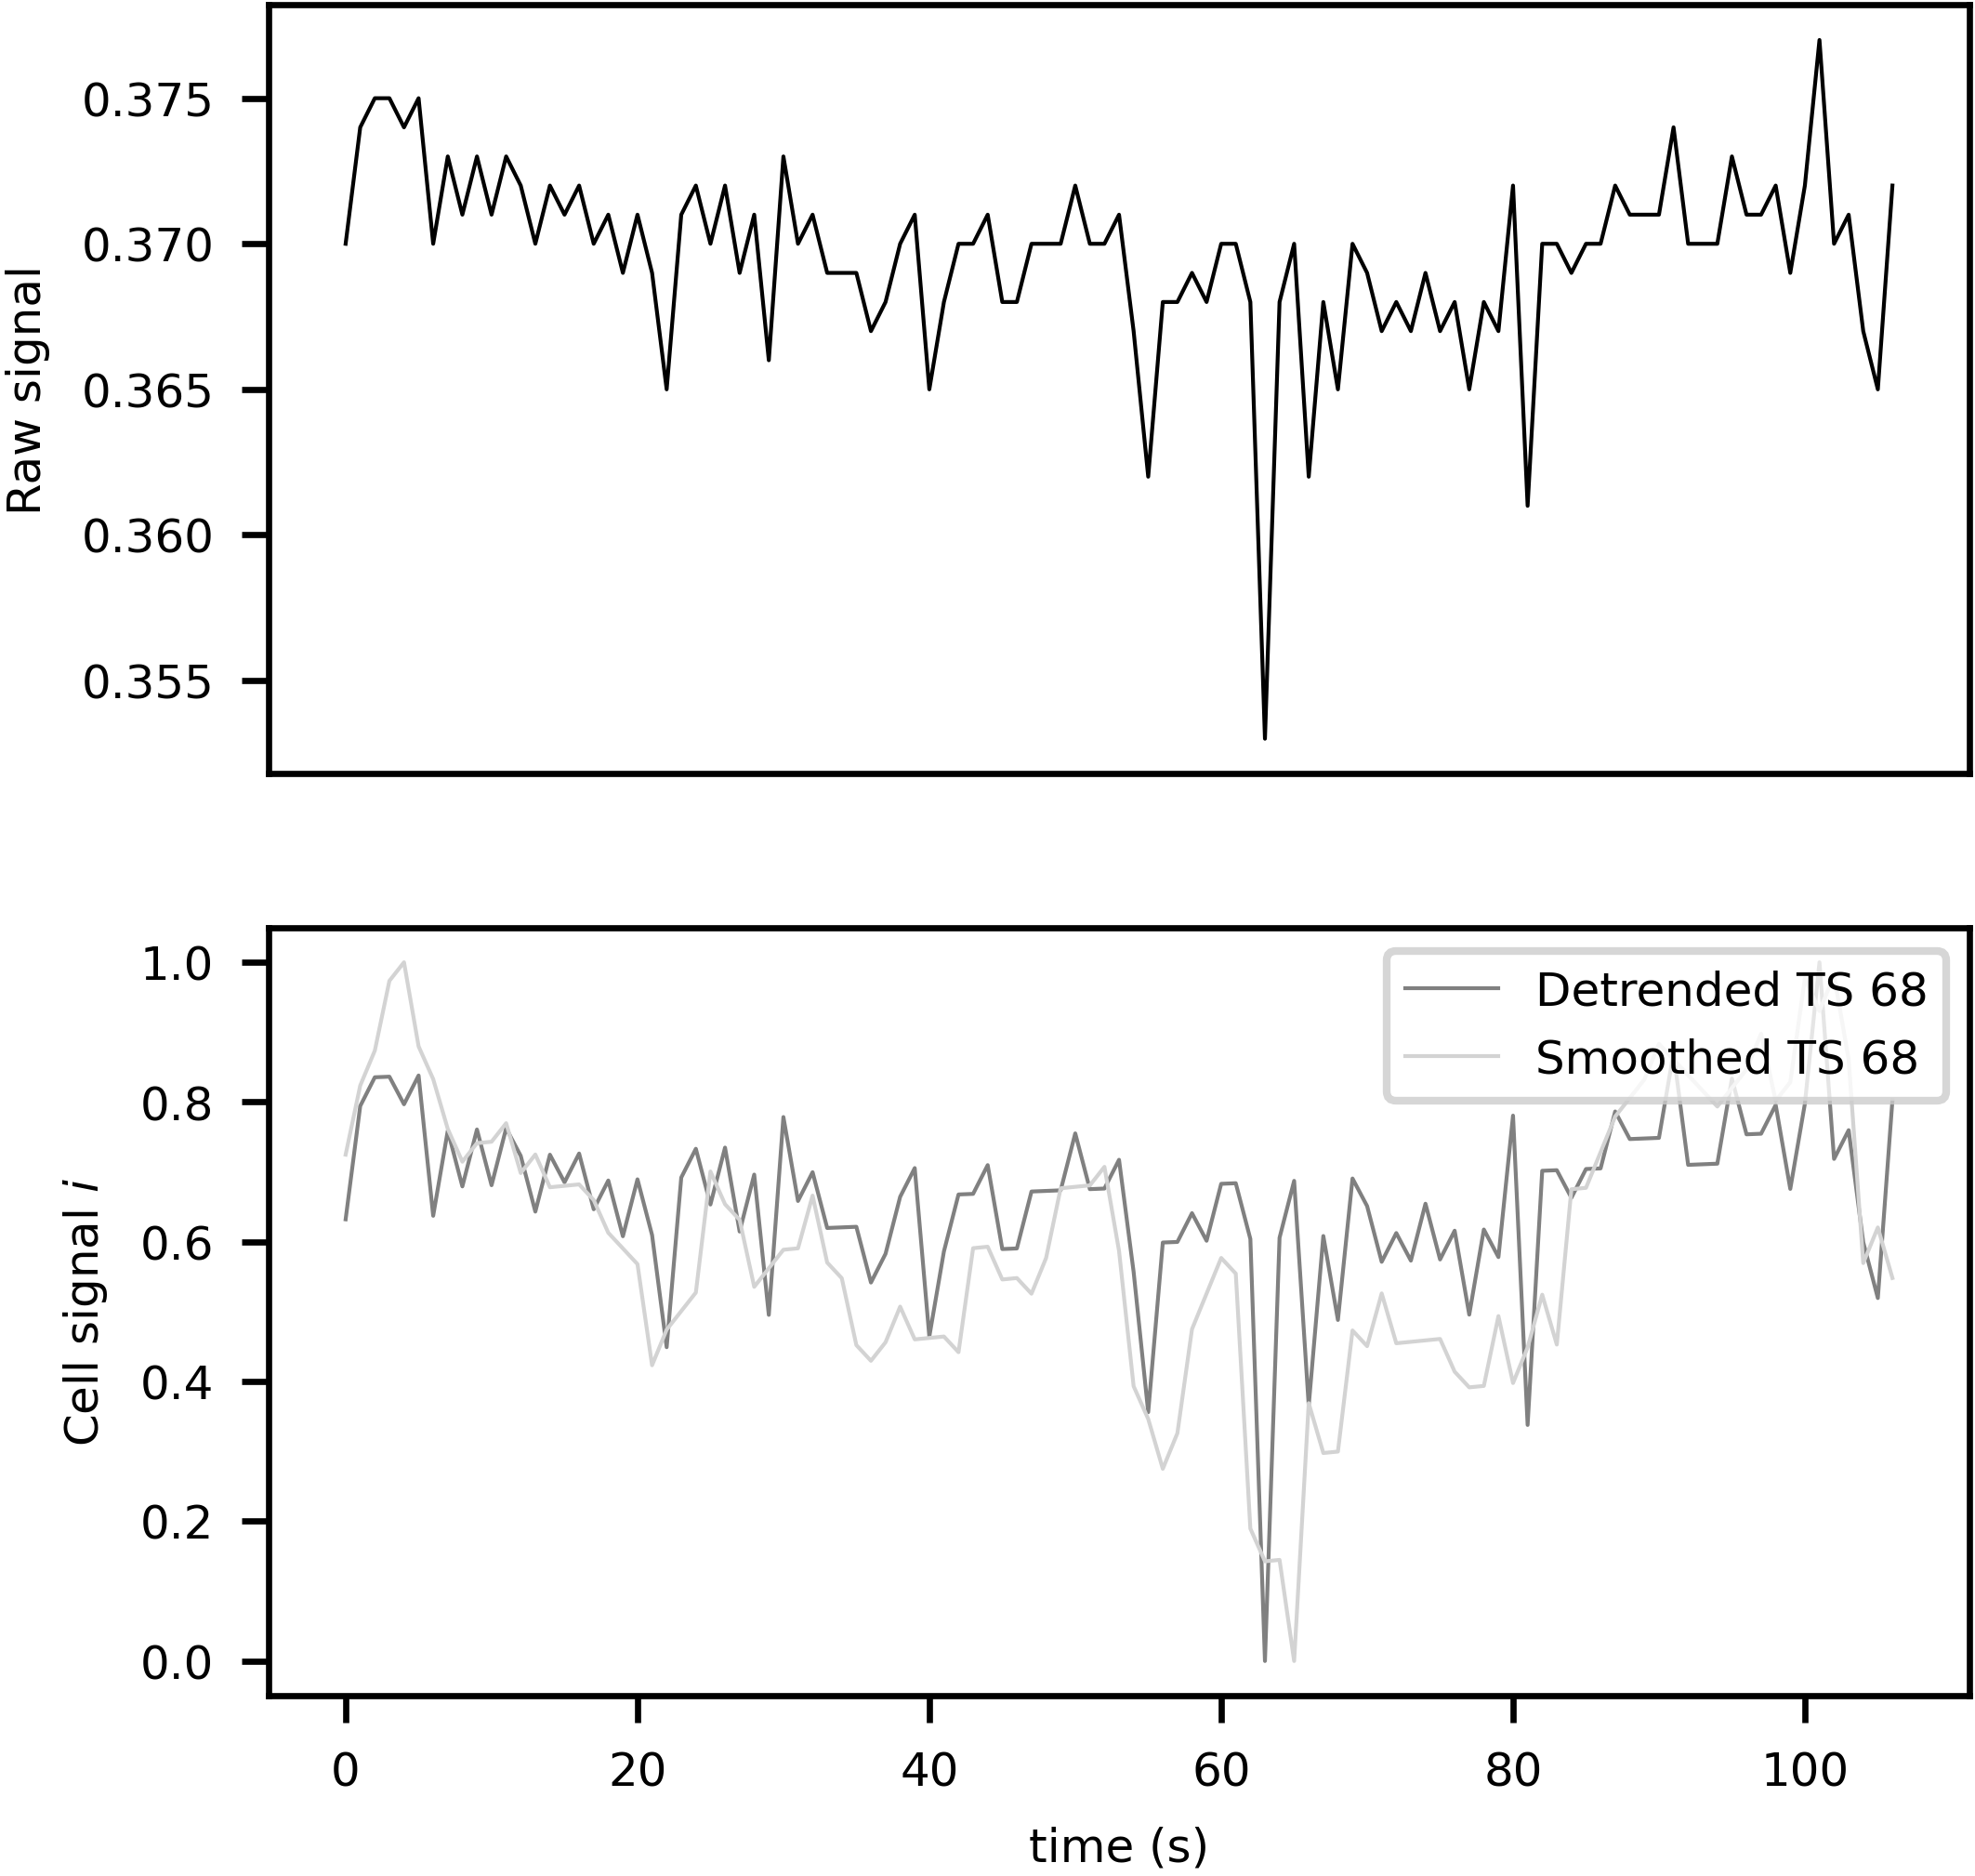 0.375
0.370
0.365
0.360
0.355
Raw signal
1.0
0.8
0.6
0.4
0.2
0.0
Cell signal i
Detrended TS 68
Smoothed TS 68
0 20 40 60 80 100
time (s)